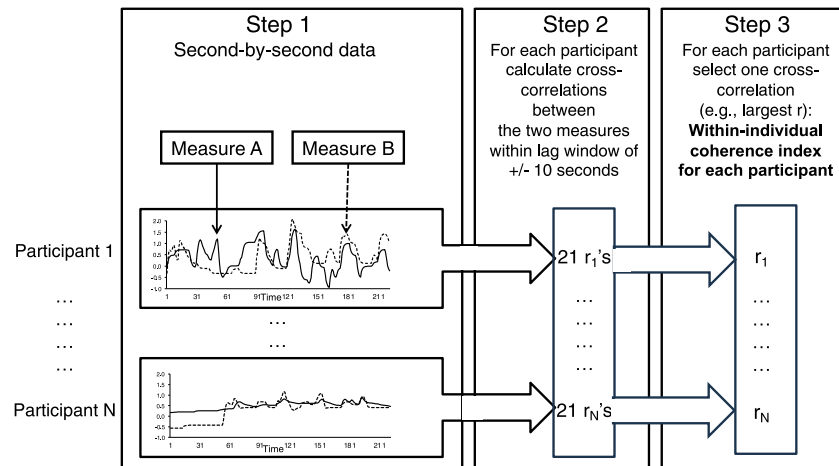 Step 1
Second-by-second data
Step 2
For each participant
calculate cross-
correlations
between
the two measures
within lag window of
+/- 10 seconds
Step 3
For each participant
select one cross-
correlation
(e.g., largest r):
Within-individual
coherence index
for each participant
Measure A
Measure B
Participant 1
2.0
1.5
1.0
0.5
0.0
-0.5
-1.0
1 31 61 91 121 151 181 211
Time
21 r1's
r1
... ... ... ...
... ... ... ...
... ...
Participant N
2.0
1.5
1.0
0.5
0.0
-0.5
-1.0
1 31 61 91 121 151 181 211
Time
21 rN's
rN